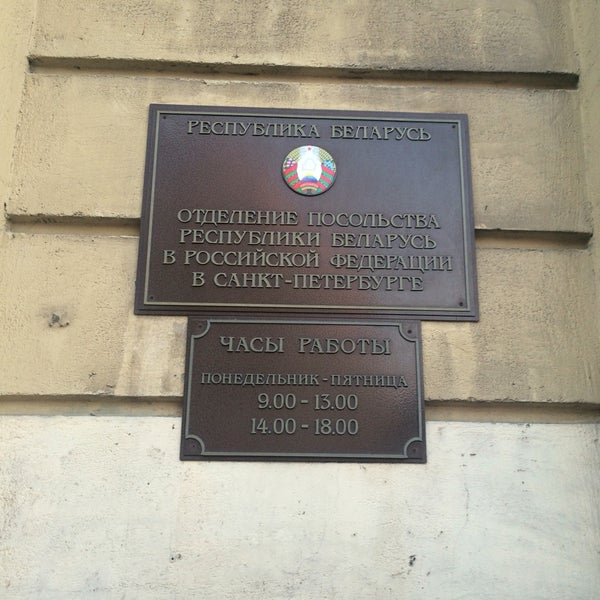 РЕСПУБЛИКА БЕЛАРУСЬ
ОТДЕЛЕНИЕ ПОСОЛЬСТВА
РЕСПУБЛИКИ БЕЛАРУСЬ
В РОССИЙСКОЙ ФЕДЕРАЦИИ
В САНКТ-ПЕТЕРБУРГЕ
ЧАСЫ РАБОТЫ
ПОНЕДЕЛЬНИК-ПЯТНИЦА
9.00-13.00
14.00-18.00